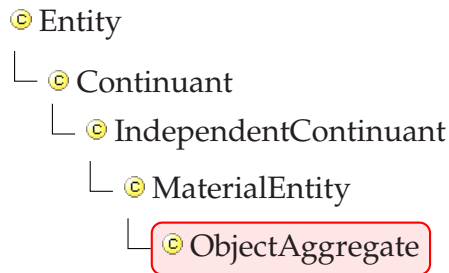 Entity
Continuant
IndependentContinuant
MaterialEntity
ObjectAggregate